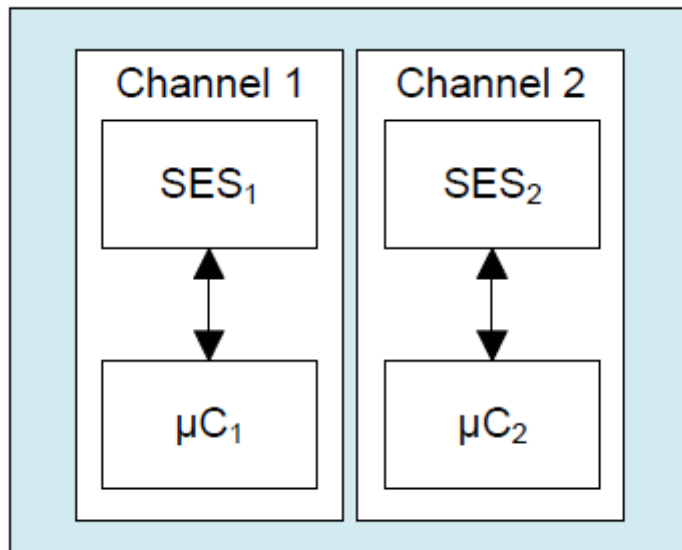 Channel 1
Channel 2
SES₁
SES₂
µC₁
µC₂